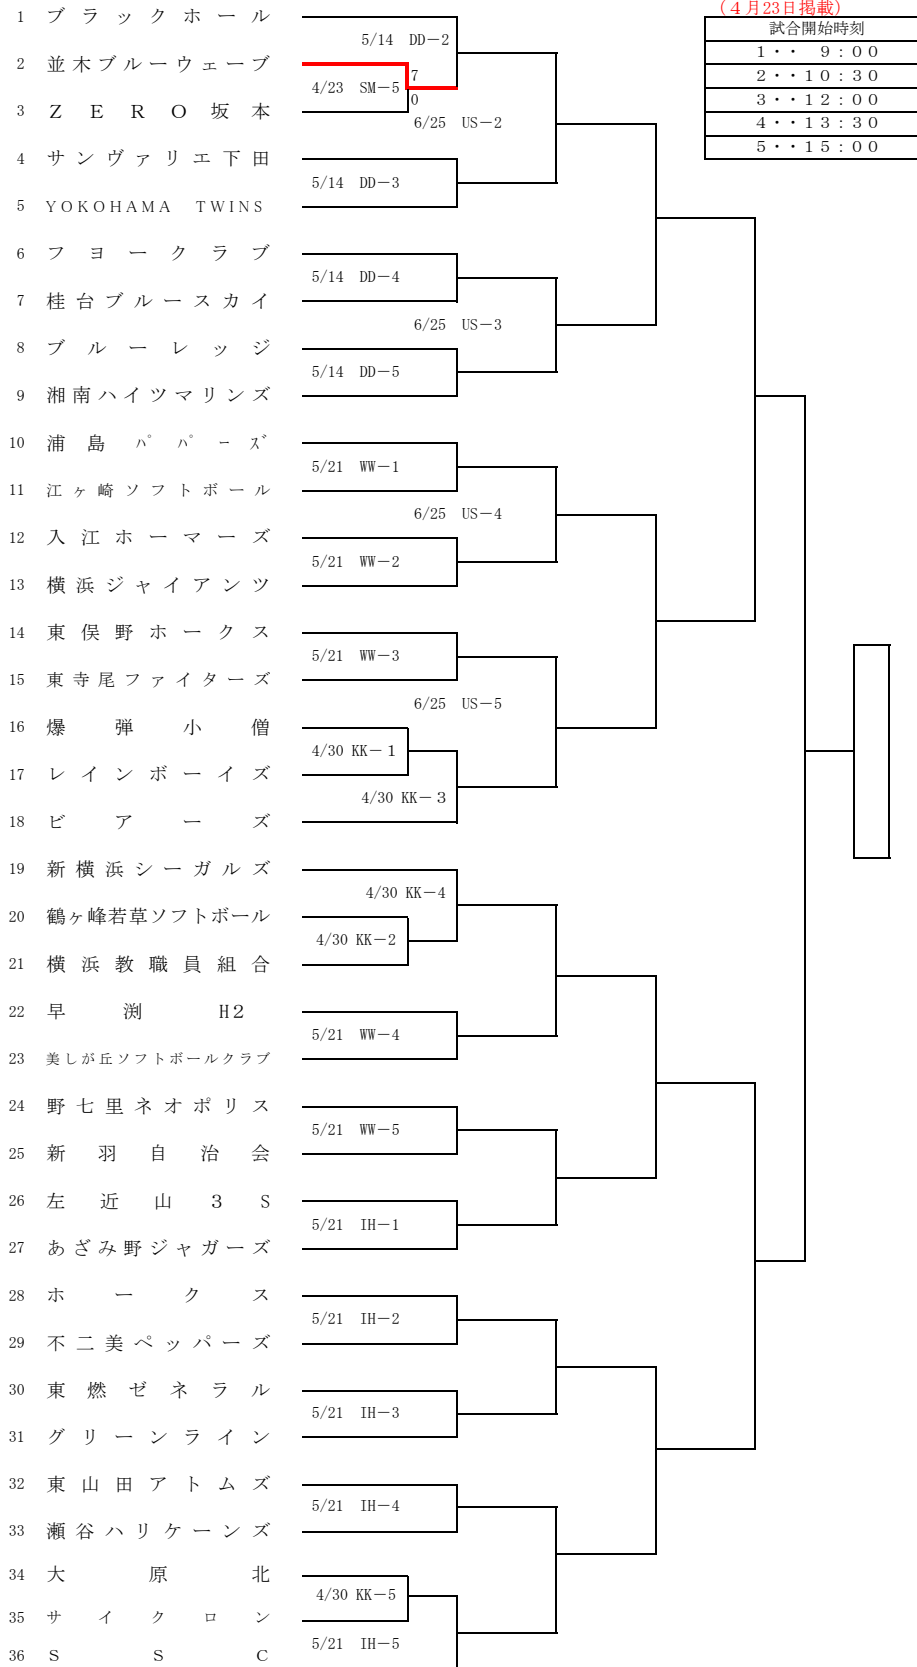 (4月23日掲載)
試合開始時刻
1・・ 9:00
2・・10:30
3・・12:00
4・・13:30
5・・15:00
1 ブラックホール
5/14 DD－2
2 並木ブルーウェーブ
4/23 SM－5
7
0
3 ZERO坂本
6/25 US－2
4 サンヴァリエ下田
5/14 DD－3
5 YOKOHAMA TWINS
6 フヨークラブ
5/14 DD－4
7 桂台ブルースカイ
6/25 US－3
8 ブルーレッジ
5/14 DD－5
9 湘南ハイツマリンズ
10 浦島ﾊﾟﾊﾟｰｽﾞ
5/21 WW－1
11 江ヶ崎ソフトボール
6/25 US－4
12 入江ホーマーズ
5/21 WW－2
13 横浜ジャイアンツ
14 東俣野ホークス
5/21 WW－3
15 東寺尾ファイターズ
6/25 US－5
16 爆弾小僧
4/30 KK－1
17 レインボーイズ
4/30 KK－3
18 ビアーズ
19 新横浜シーガルズ
4/30 KK－4
20 鶴ヶ峰若草ソフトボール
4/30 KK－2
21 横浜教職員組合
22 早渕 H2
5/21 WW－4
23 美しが丘ソフトボールクラブ
24 野七里ネオポリス
5/21 WW－5
25 新羽自治会
26 左近山3S
5/21 IH－1
27 あざみ野ジャガーズ
28 ホークス
5/21 IH－2
29 不二美ペッパーズ
30 東燃ゼネラル
5/21 IH－3
31 グリーンライン
32 東山田アトムズ
5/21 IH－4
33 瀬谷ハリケーンズ
34 大原北
4/30 KK－5
35 サイクロン
5/21 IH－5
36 SSC